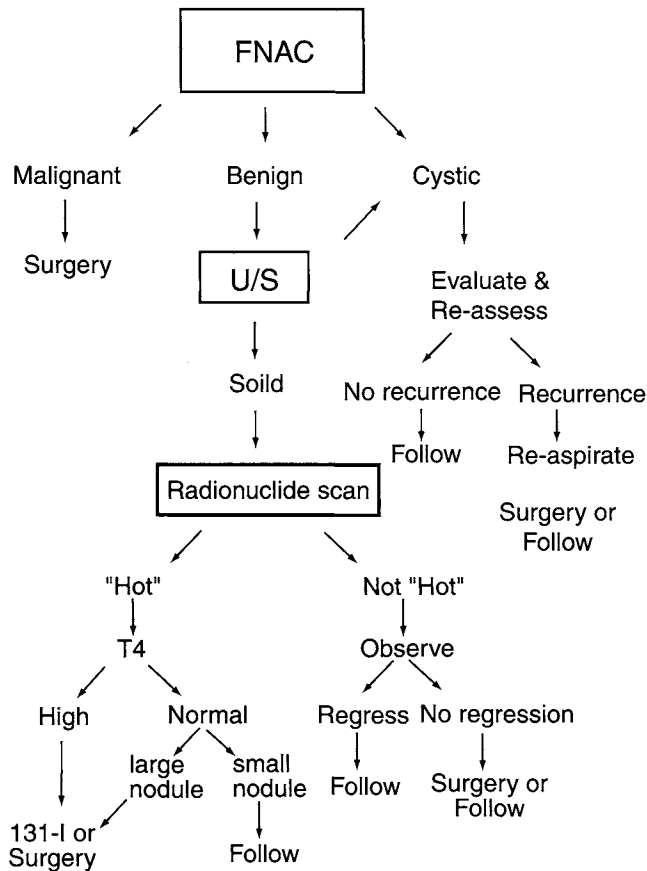 FNAC
Malignant
Benign
Cystic
Surgery
U/S
Evaluate &
Re-assess
Soild
No recurrence
Recurrence
Follow
Re-aspirate
Radionuclide scan
Surgery or
Follow
"Hot"
Not "Hot"
T4
Observe
High
Normal
Regress
No regression
large
nodule
small
nodule
Follow
Surgery or
Follow
131-I or
Surgery
Follow